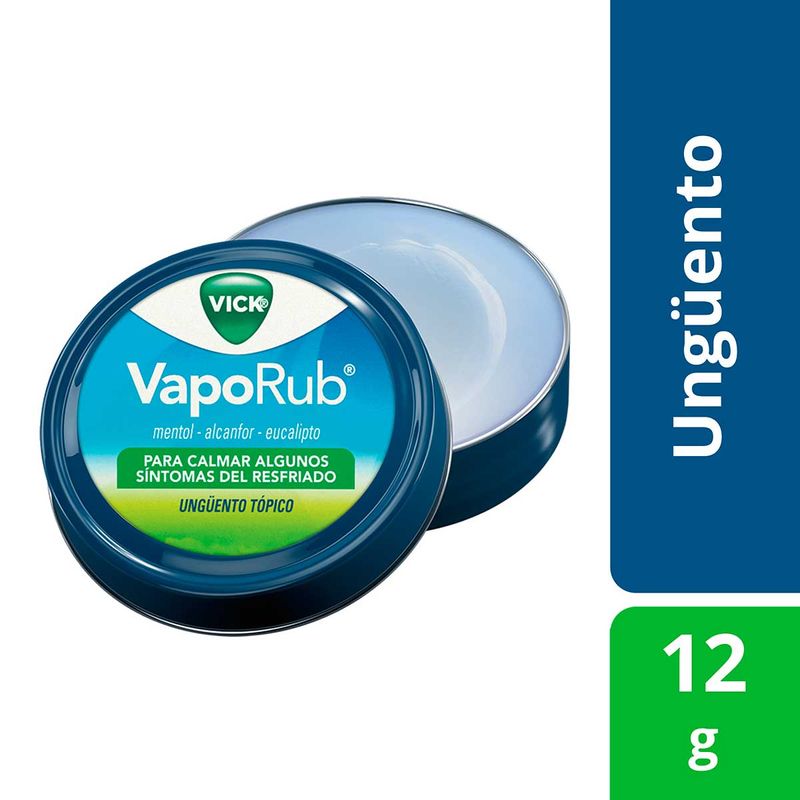 VICK®
VapoRub®
mentol - alcanfor - eucalipto
PARA CALMAR ALGUNOS
SÍNTOMAS DEL RESFRIADO
UNGÜENTO TÓPICO
Ungüento
12
g